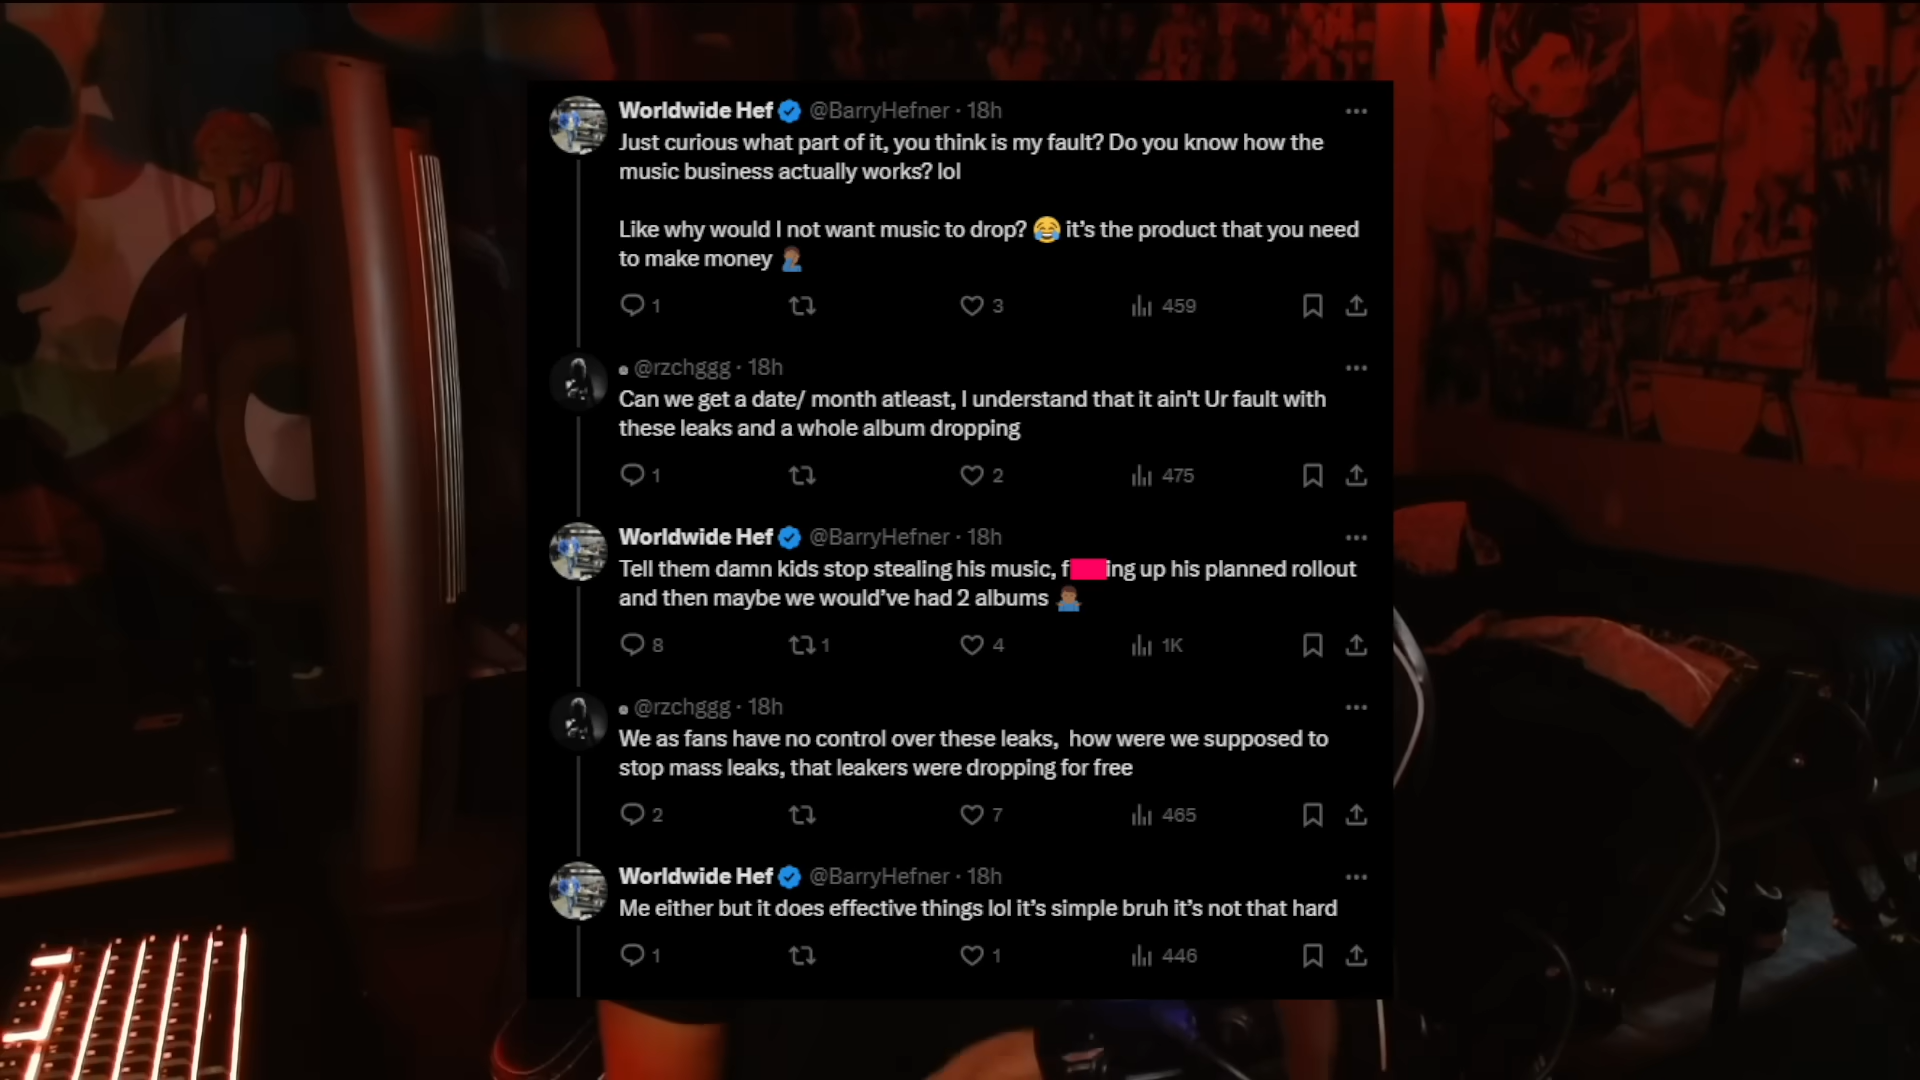 Worldwide Hef @BarryHefner · 18h
Just curious what part of it, you think is my fault? Do you know how the
music business actually works? lol
Like why would I not want music to drop? 😂 it's the product that you need
to make money 🤦🏾‍♂️
1 3 459
@rzchggg · 18h
Can we get a date/ month atleast, I understand that it ain't Ur fault with
these leaks and a whole album dropping
1 2 475
Worldwide Hef @BarryHefner · 18h
Tell them damn kids stop stealing his music, f ing up his planned rollout
and then maybe we would've had 2 albums 🤷🏾‍♂️
8 1 4 1K
@rzchggg · 18h
We as fans have no control over these leaks, how were we supposed to
stop mass leaks, that leakers were dropping for free
2 7 465
Worldwide Hef @BarryHefner · 18h
Me either but it does effective things lol it's simple bruh it's not that hard
1 1 446